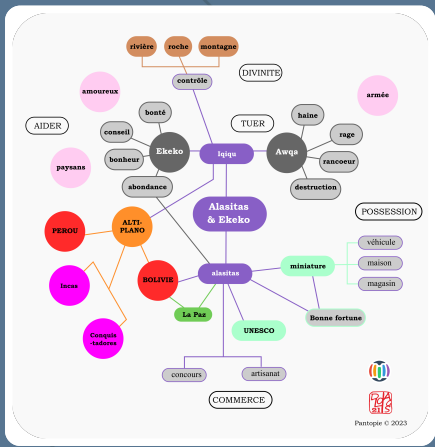 rivière
roche
montagne
contrôle
DIVINITE
amoureux
armée
bonté
haine
AIDER
conseil
TUER
rage
Ekeko
Iqiqu
Awqa
bonheur
rancoeur
paysans
abondance
destruction
Alasitas
& Ekeko
POSSESSION
PEROU
ALTI-
PLANO
véhicule
alasitas
miniature
maison
Incas
BOLIVIE
magasin
La Paz
Bonne fortune
UNESCO
Conquis
-tadores
concours
artisanat
COMMERCE
Pantopie © 2023